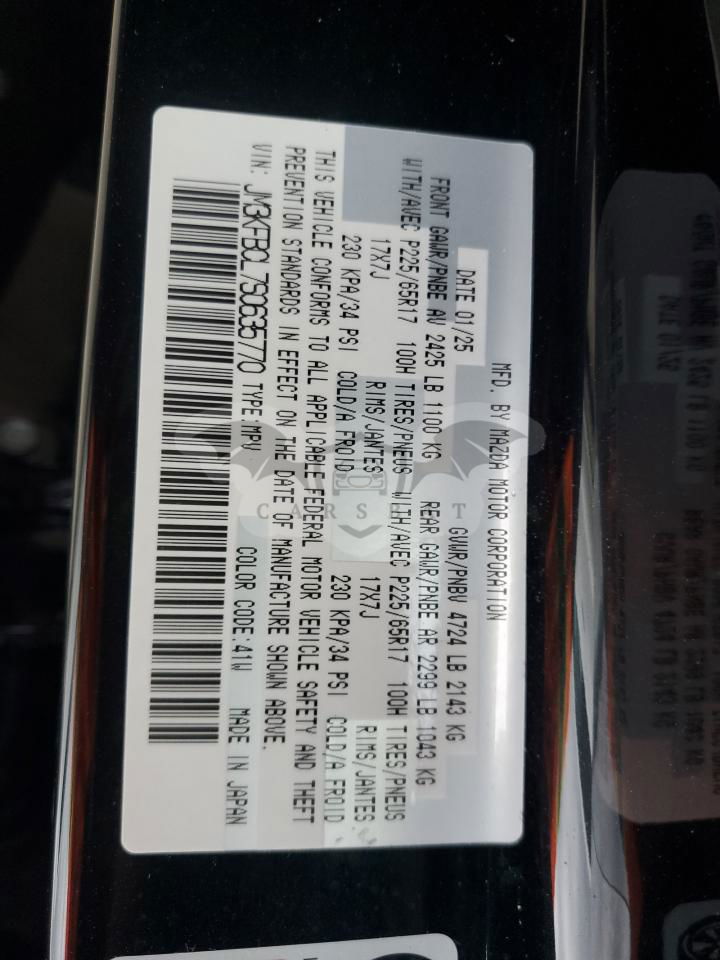 MFD. BY MAZDA MOTOR CORPORATION
DATE 01/25 GVWR/PNBV 4724 LB 2143 KG
FRONT GAWR/PNBE AV 2425 LB 1100 KG REAR GAWR/PNBE AR 2299 LB 1043 KG
WITH/AVEC P225/65R17 100H TIRES/PNEUS WITH/AVEC P225/65R17 100H TIRES/PNEUS
17X7J RIMS/JANTES 17X7J RIMS/JANTES
230 KPA/34 PSI COLD/A FROID 230 KPA/34 PSI COLD/A FROID
THIS VEHICLE CONFORMS TO ALL APPLICABLE FEDERAL MOTOR VEHICLE SAFETY AND THEFT
PREVENTION STANDARDS IN EFFECT ON THE DATE OF MANUFACTURE SHOWN ABOVE.
VIN: JM3KFBCL7S0636770 TYPE:MPV COLOR CODE:41W MADE IN JAPAN